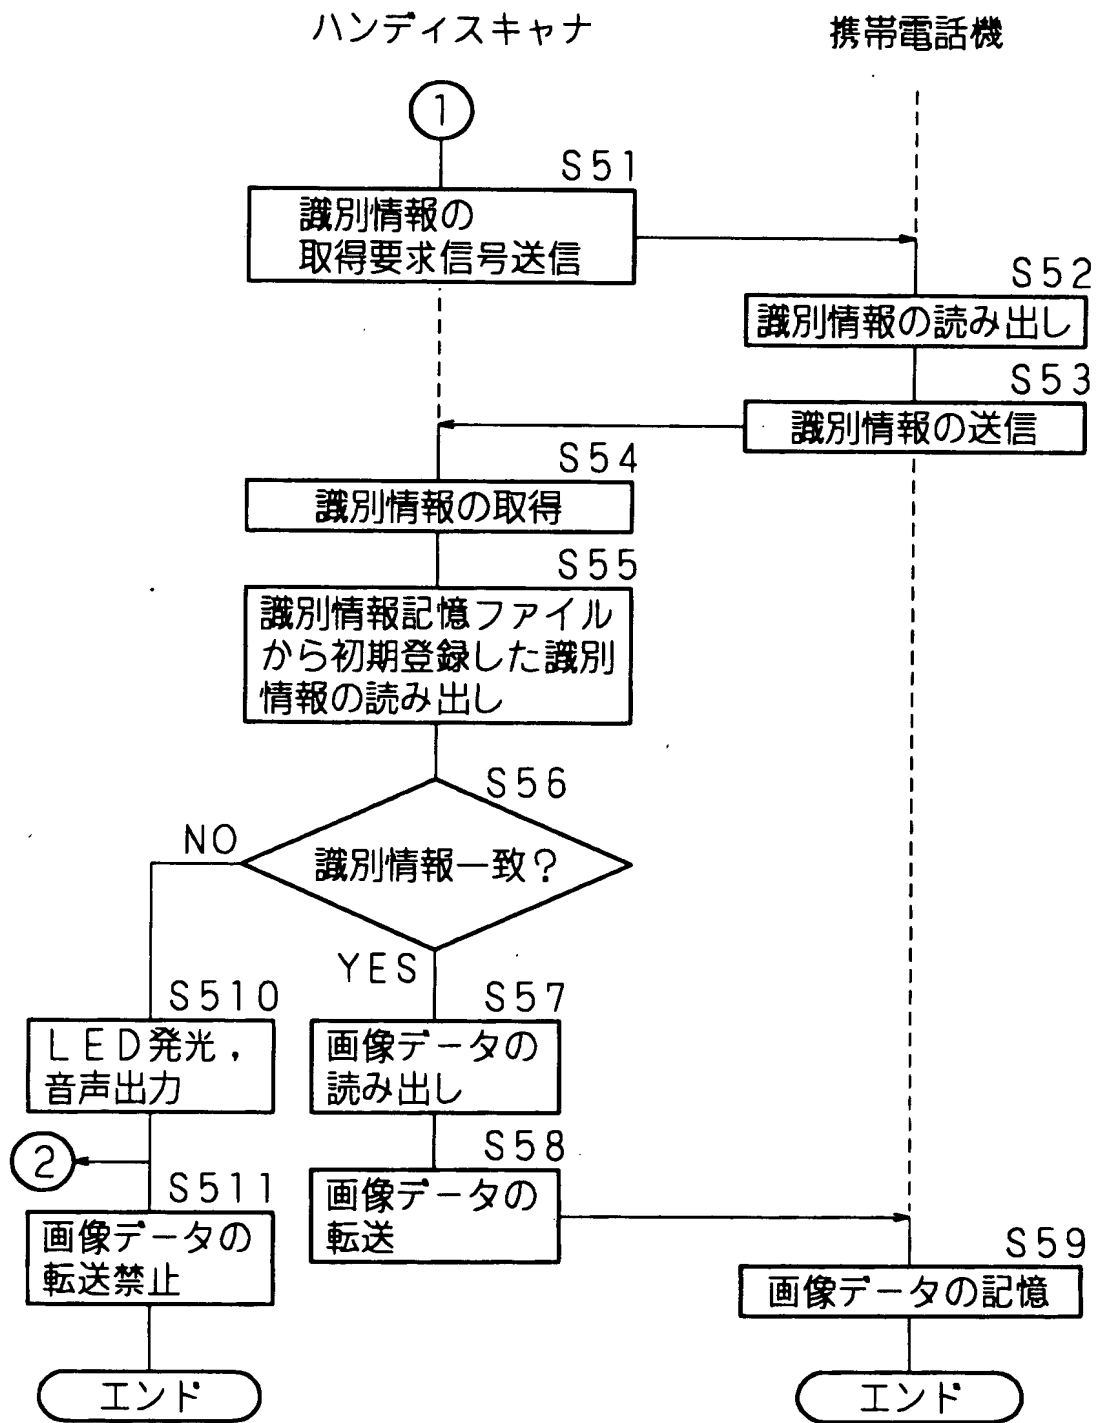 ハンディスキャナ
携帯電話機
1
S51
識別情報の
取得要求信号送信
S52
識別情報の読み出し
S53
識別情報の送信
S54
識別情報の取得
S55
識別情報記憶ファイル
から初期登録した識別
情報の読み出し
S56
識別情報一致?
NO
YES
S510
LED発光,
音声出力
S57
画像データの
読み出し
2
S58
画像データの
転送
S511
画像データの
転送禁止
S59
画像データの記憶
エンド
エンド